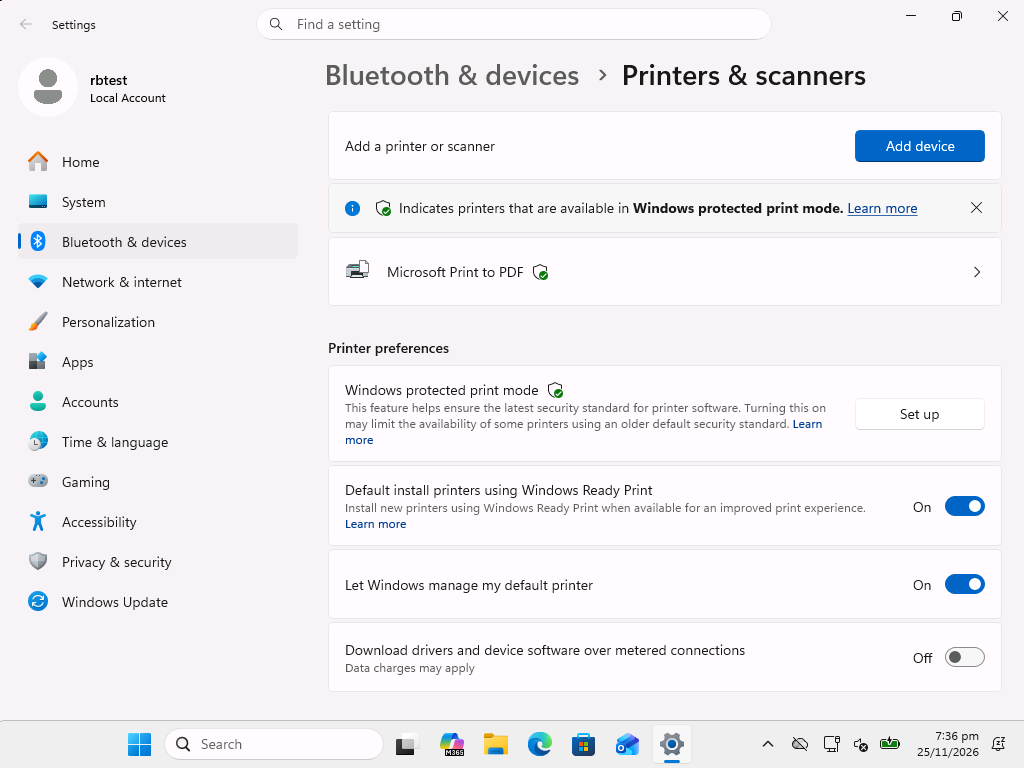 Settings
Find a setting
rbtest
Local Account
Home
System
Bluetooth & devices
Network & internet
Personalization
Apps
Accounts
Time & language
Gaming
Accessibility
Privacy & security
Windows Update
Bluetooth & devices > Printers & scanners
Add a printer or scanner
Add device
Indicates printers that are available in Windows protected print mode. Learn more
Microsoft Print to PDF
Printer preferences
Windows protected print mode
This feature helps ensure the latest security standard for printer software. Turning this on
may limit the availability of some printers using an older default security standard. Learn
more
Set up
Default install printers using Windows Ready Print
Install new printers using Windows Ready Print when available for an improved print experience.
Learn more
On
Let Windows manage my default printer
On
Download drivers and device software over metered connections
Data charges may apply
Off
Search
M365
7:36 pm
25/11/2026